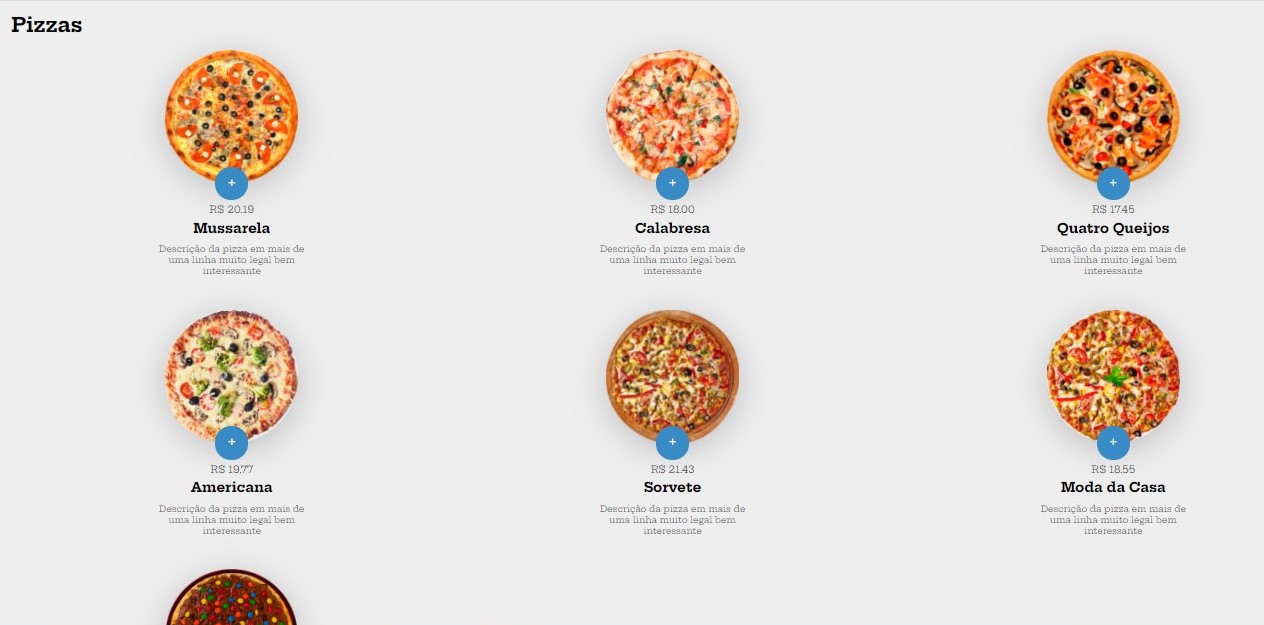 Pizzas
+
+
+
R$ 20.19
R$ 18.00
R$ 17.45
Mussarela
Calabresa
Quatro Queijos
Descrição da pizza em mais de
uma linha muito legal bem
interessante
Descrição da pizza em mais de
uma linha muito legal bem
interessante
Descrição da pizza em mais de
uma linha muito legal bem
interessante
+
+
+
R$ 19.77
R$ 21.43
R$ 18.55
Americana
Sorvete
Moda da Casa
Descrição da pizza em mais de
uma linha muito legal bem
interessante
Descrição da pizza em mais de
uma linha muito legal bem
interessante
Descrição da pizza em mais de
uma linha muito legal bem
interessante